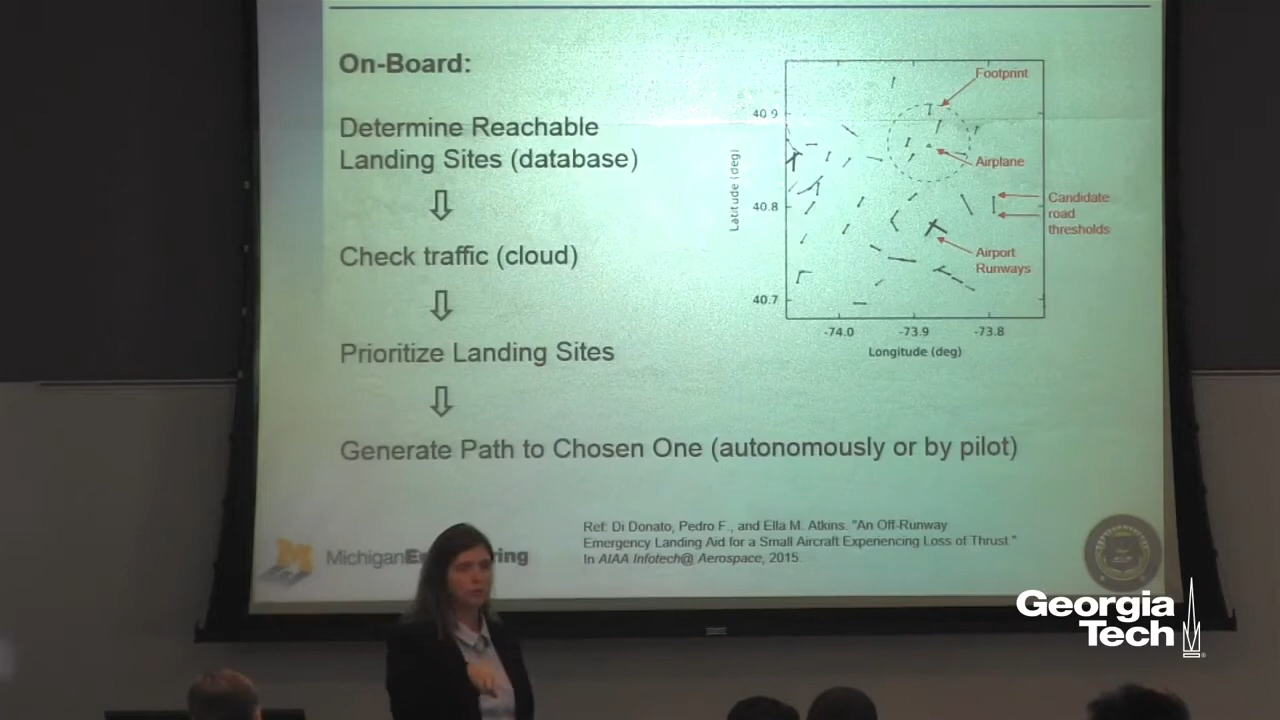 On-Board:
Determine Reachable
Landing Sites (database)
Check traffic (cloud)
Prioritize Landing Sites
Generate Path to Chosen One (autonomously or by pilot)
Footprint
Airplane
Candidate
road
thresholds
Airport
Runways
40.9
40.8
40.7
Latitude (deg)
-74.0
-73.9
-73.8
Longitude (deg)
Ref: Di Donato, Pedro F., and Ella M. Atkins. "An Off-Runway
Emergency Landing Aid for a Small Aircraft Experiencing Loss of Thrust."
In AIAA Infotech@ Aerospace, 2015.
M
Michigan E ring
Georgia
Tech